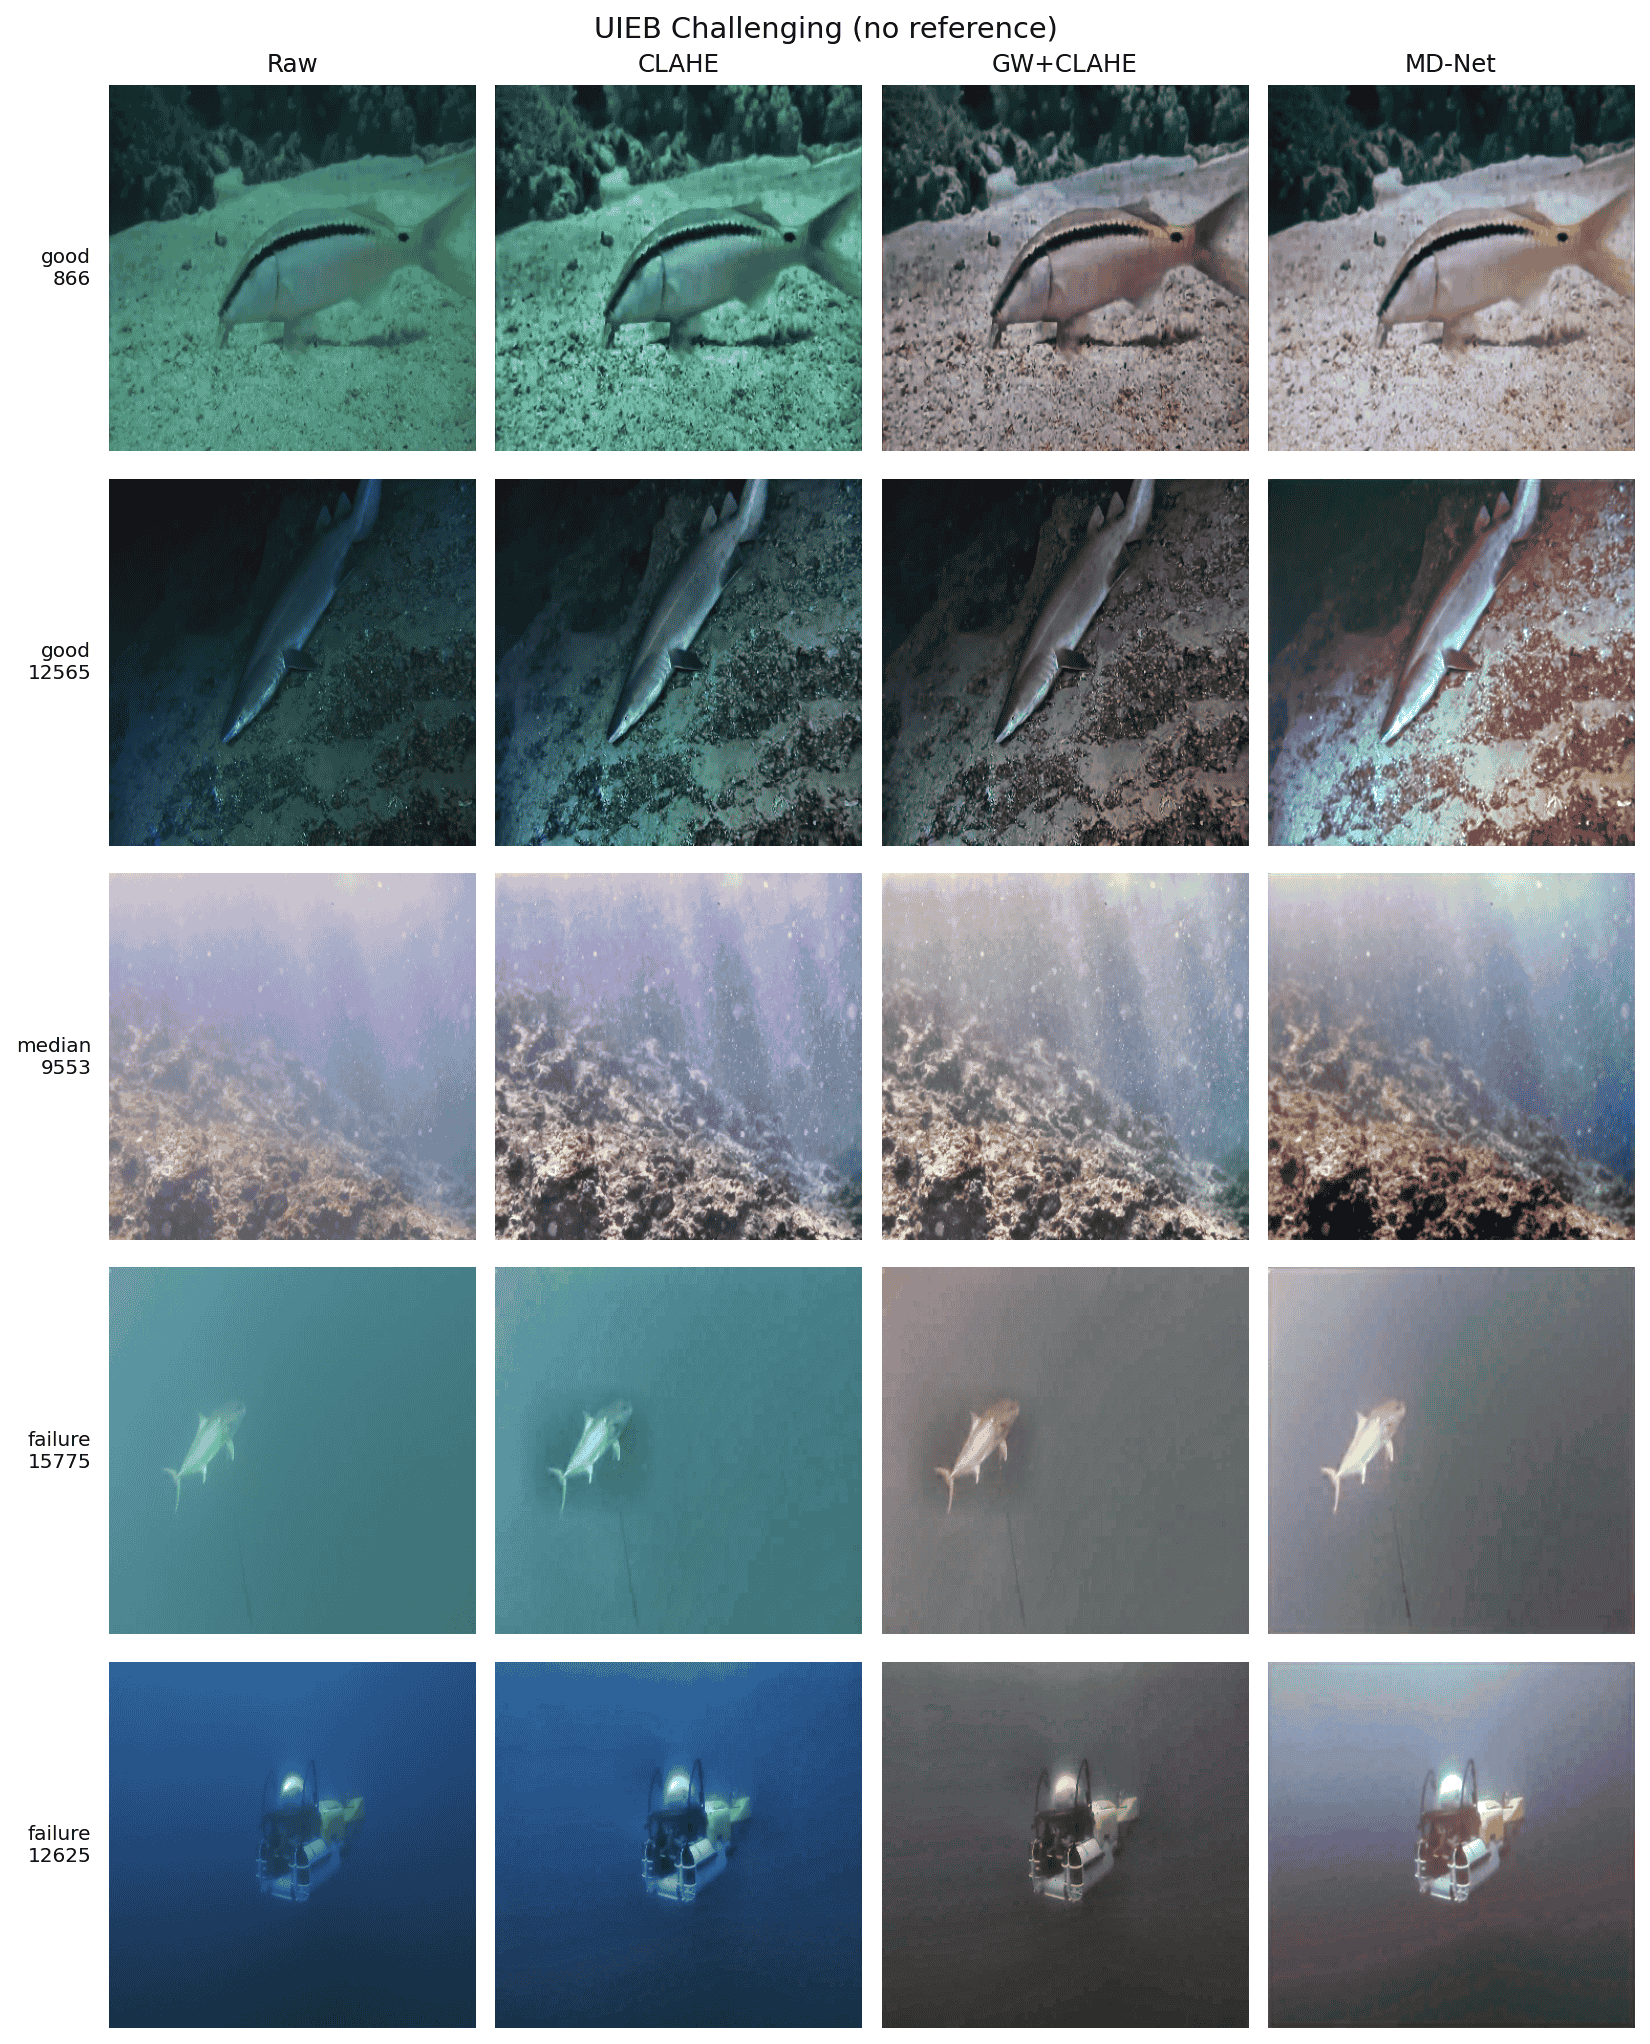 UIEB Challenging (no reference)
Raw
CLAHE
GW+CLAHE
MD-Net
good
866
good
12565
median
9553
failure
15775
failure
12625